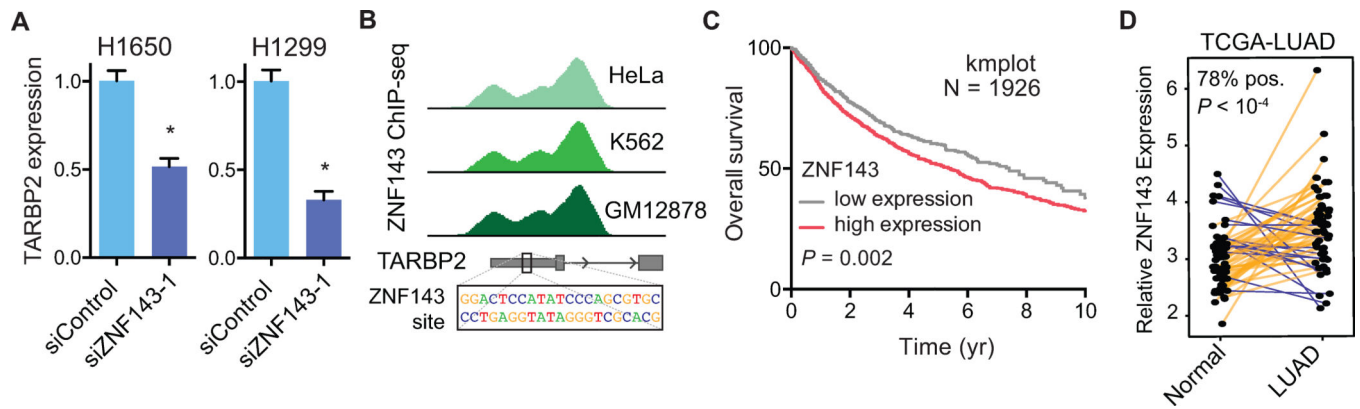 A
H1650
H1299
TARBP2 expression
1.0
0.5
0.0
*
siControl
siZNF143-1
1.0
0.5
0.0
*
siControl
siZNF143-1
B
ZNF143 ChIP-seq
HeLa
K562
GM12878
TARBP2
ZNF143
site
GGACTCCATATCCCAGCGTGC
CCTGAGGTATAGGGTCGCACG
C
Overall survival
100
50
0
kmplot
N = 1926
ZNF143
low expression
high expression
P = 0.002
0 2 4 6 8 10
Time (yr)
D
TCGA-LUAD
78% pos.
P < 10-4
Relative ZNF143 Expression
6
5
4
3
2
Normal
LUAD